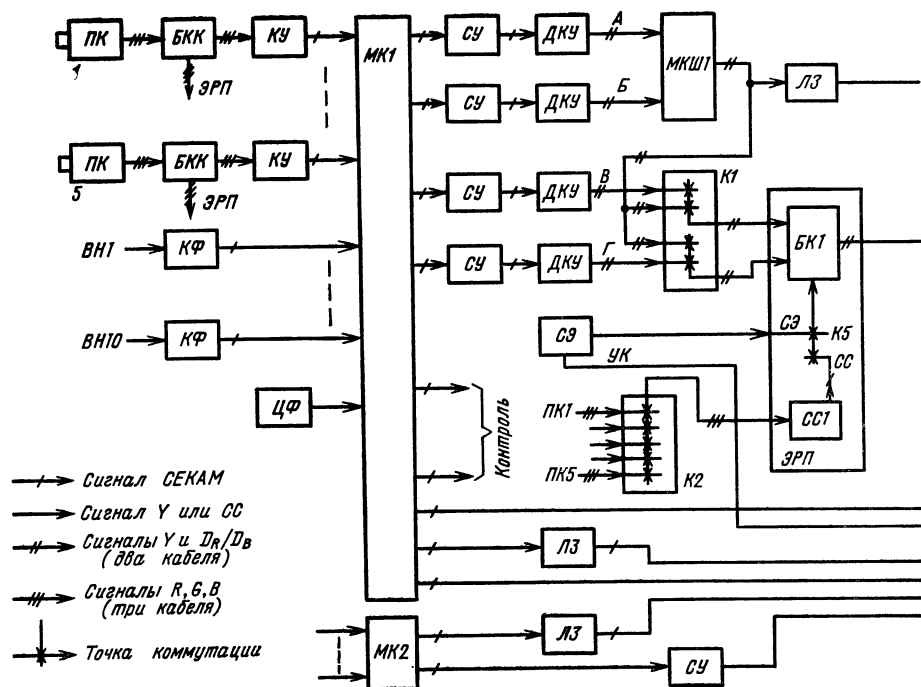 ПК
БКК
КУ
МК1
СУ
ДКУ
А
МКШ1
ЛЗ
1
ЭРП
СУ
ДКУ
Б
ПК
БКК
КУ
5
ЭРП
СУ
ДКУ
В
К1
ВН1
КФ
СУ
ДКУ
Г
БК1
ВН10
КФ
СЭ
УК
СЭ
К5
СС
ЦФ
Контроль
ПК1
ПК5
К2
СС1
ЭРП
Сигнал СЕКАМ
Сигнал Y или СС
Сигналы Y и DR/DB
(два кабеля)
Сигналы R, G, B
(три кабеля)
Точка коммутации
ЛЗ
МК2
ЛЗ
СУ